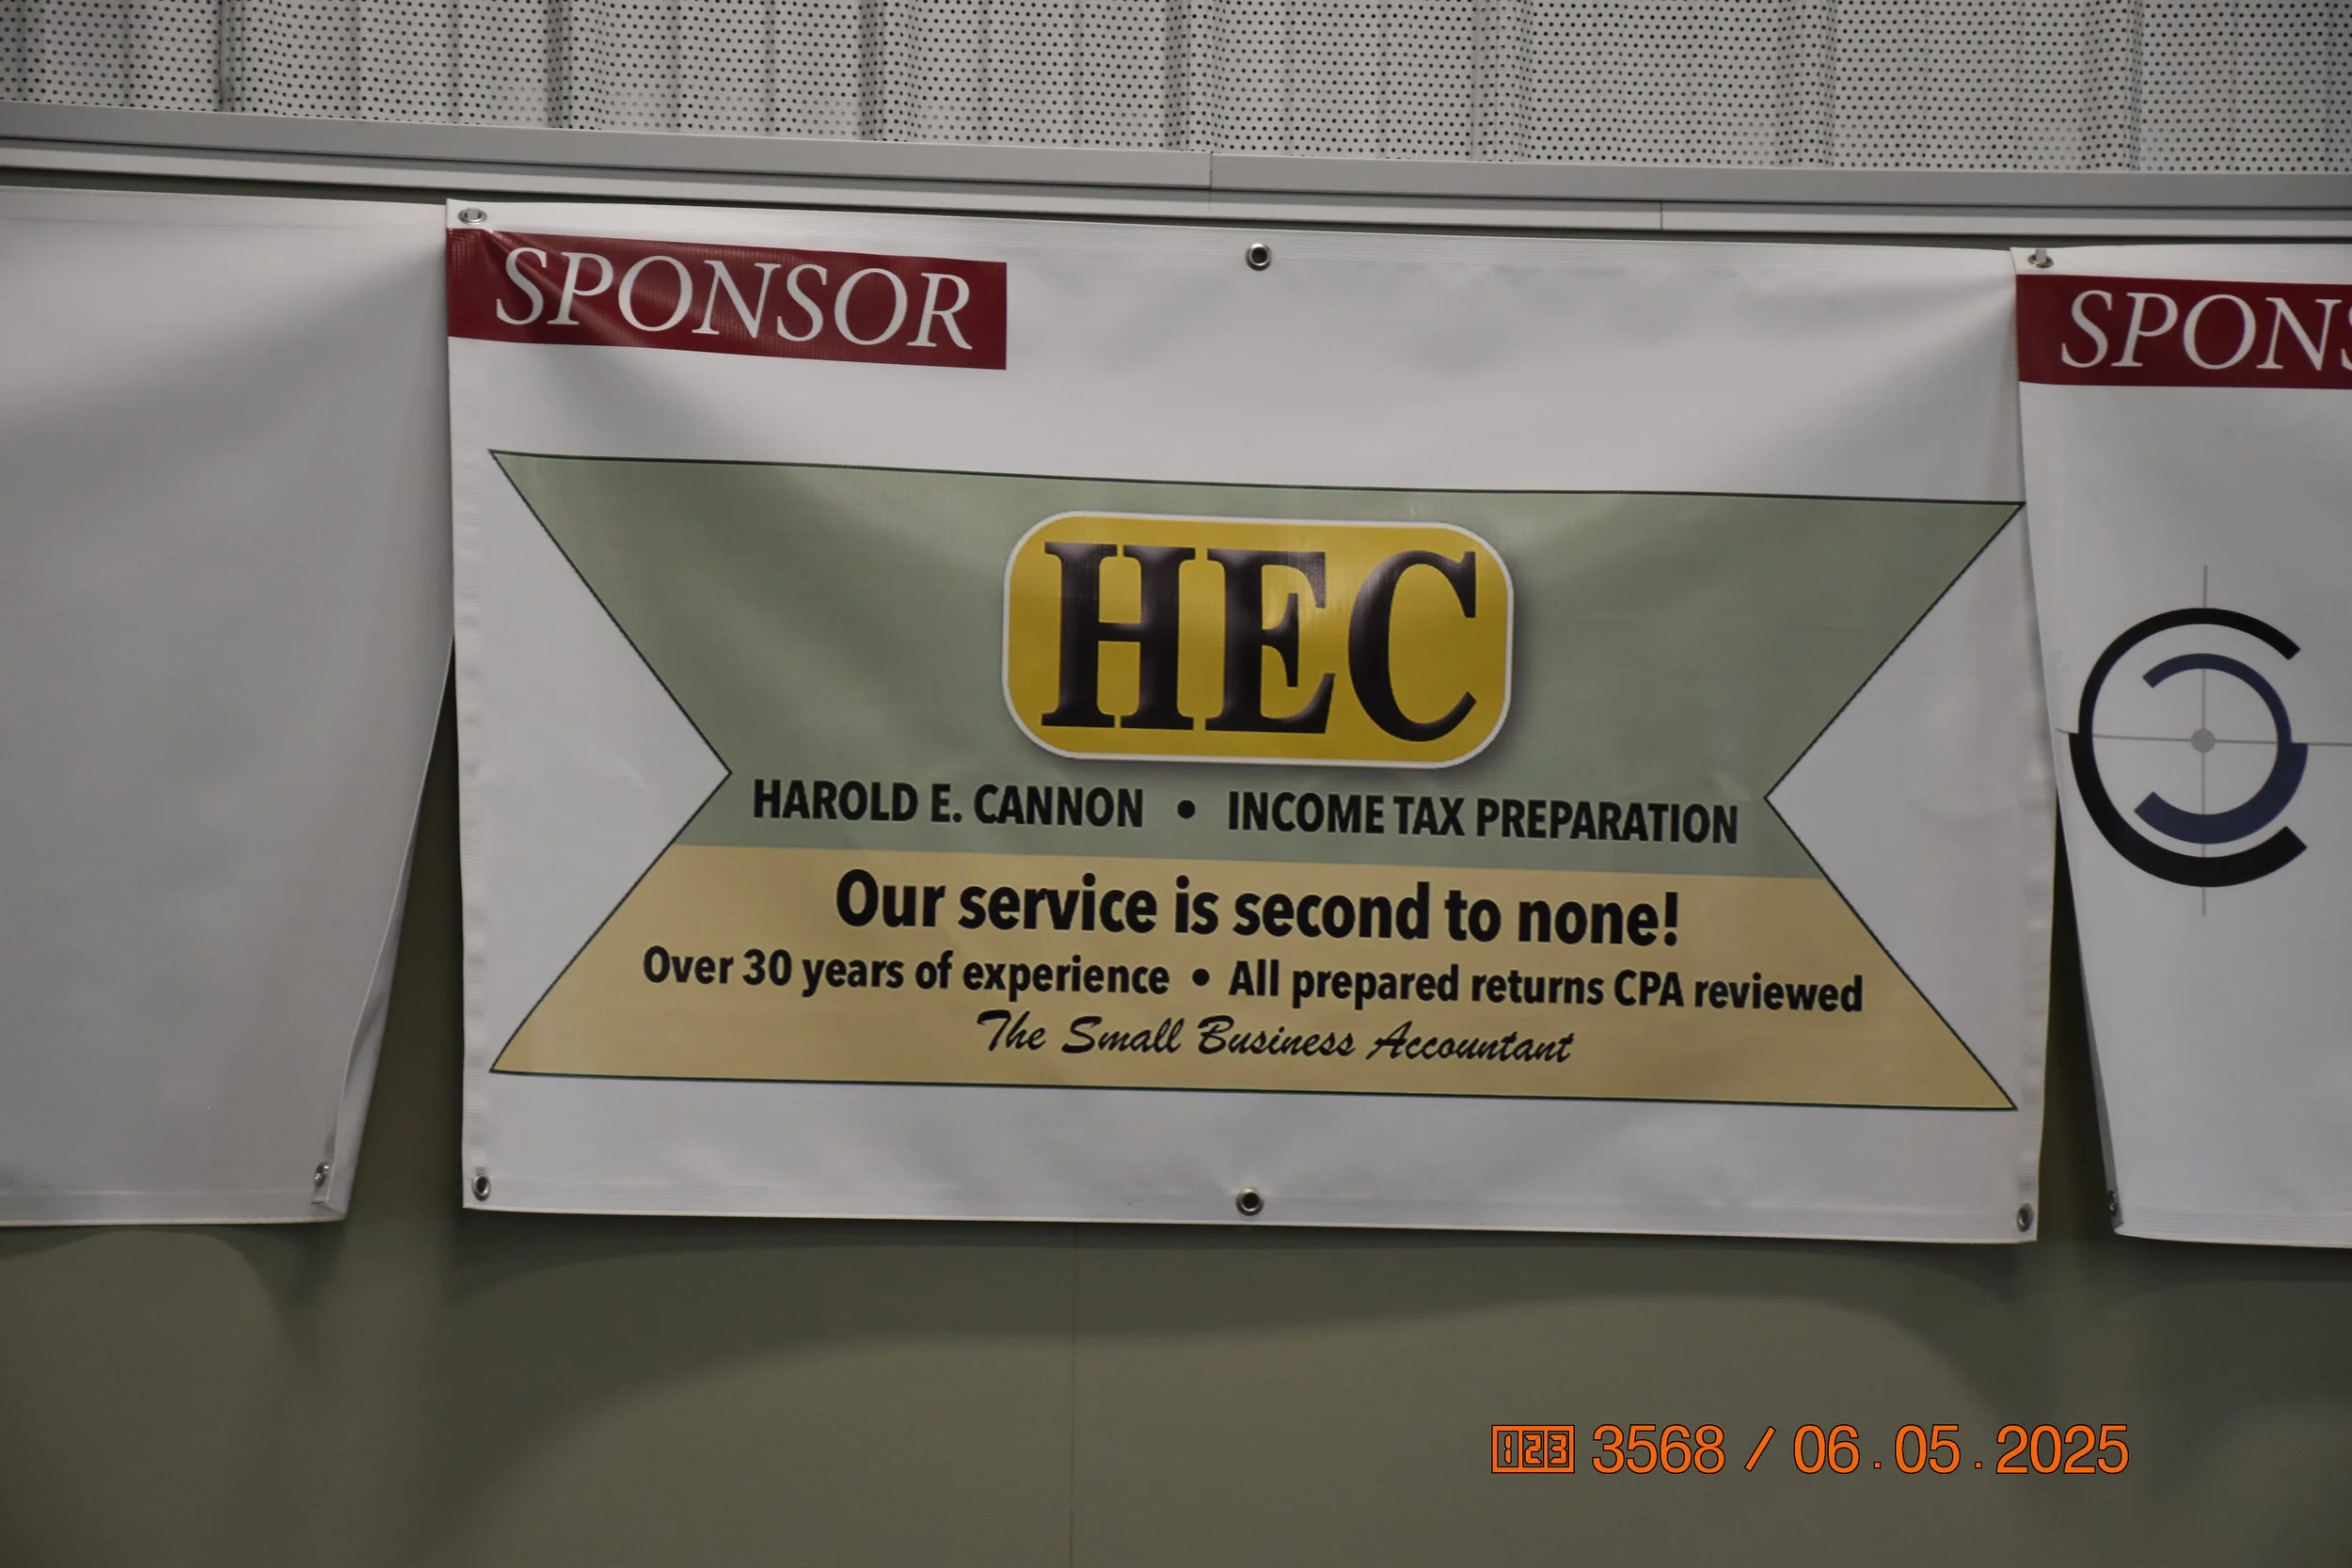 SPONSOR
SPONS
HEC
HAROLD E. CANNON • INCOME TAX PREPARATION
Our service is second to none!
Over 30 years of experience • All prepared returns CPA reviewed
The Small Business Accountant
123 3568 / 06.05.2025